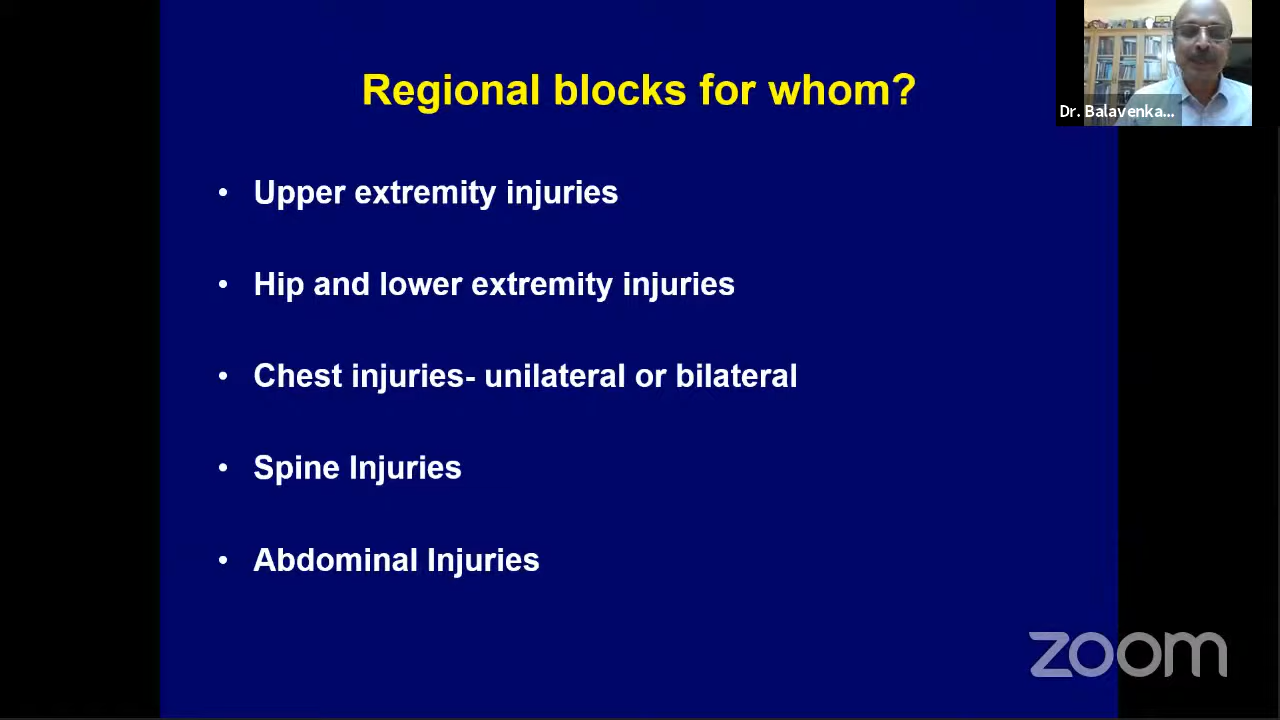 Regional blocks for whom?
Dr. Balavenka...
• Upper extremity injuries
• Hip and lower extremity injuries
• Chest injuries- unilateral or bilateral
• Spine Injuries
• Abdominal Injuries
zoom